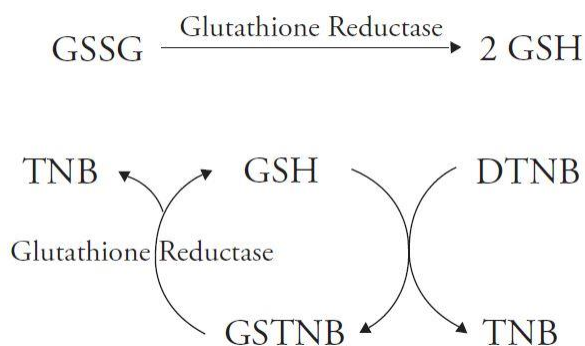 Glutathione Reductase
GSSG 2 GSH
TNB GSH DTNB
Glutathione Reductase
GSTNB TNB